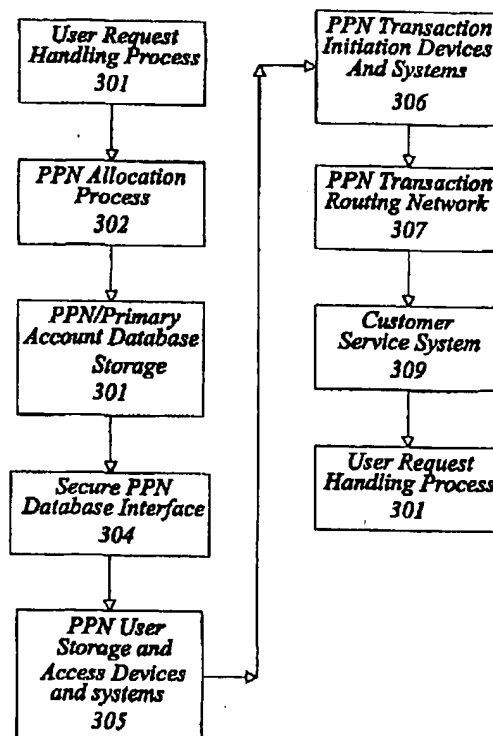 User Request
Handling Process
301
PPN Allocation
Process
302
PPN/Primary
Account Database
Storage
301
Secure PPN
Database Interface
304
PPN User
Storage and
Access Devices
and systems
305
PPN Transaction
Initiation Devices
And Systems
306
PPN Transaction
Routing Network
307
Customer
Service System
309
User Request
Handling Process
301